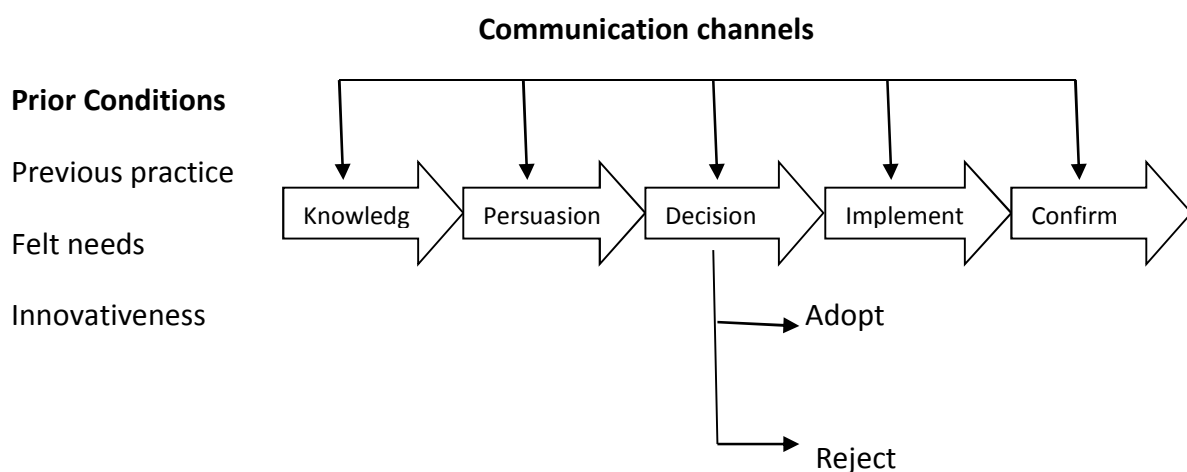 Communication channels
Prior Conditions
Previous practice
Felt needs
Innovativeness
Knowledg
Persuasion
Decision
Implement
Confirm
Adopt
Reject